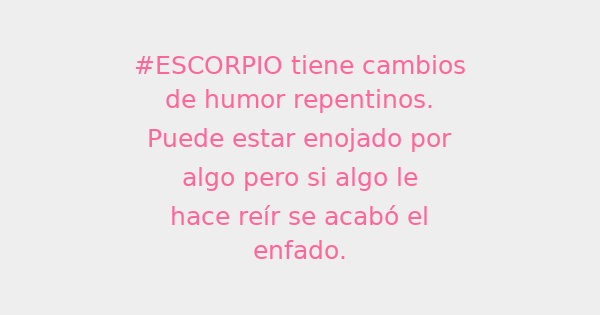 #ESCORPIO tiene cambios
de humor repentinos.
Puede estar enojado por
algo pero si algo le
hace reír se acabó el
enfado.